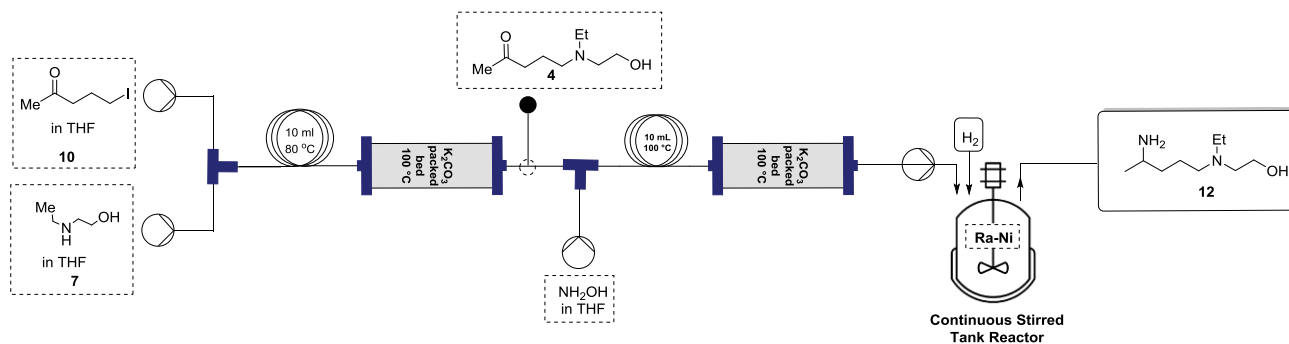 O
Me
I
in THF
10
Me
N
H
OH
in THF
7
10 ml
80 °C
K2CO3
packed
bed
100 °C
O
Me
Et
N
OH
4
NH2OH
in THF
10 mL
100 °C
K2CO3
packed
bed
100 °C
H2
Ra-Ni
Continuous Stirred
Tank Reactor
NH2
Et
N
OH
12